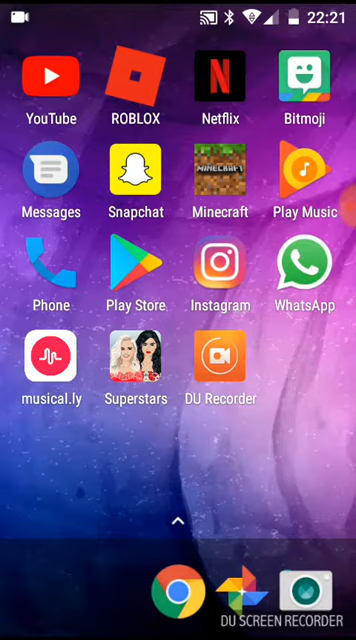 22:21
YouTube
ROBLOX
Netflix
Bitmoji
Messages
Snapchat
MINECRAFT
Minecraft
Play Music
Phone
Play Store
Instagram
WhatsApp
musical.ly
Superstars
DU Recorder
DU SCREEN RECORDER